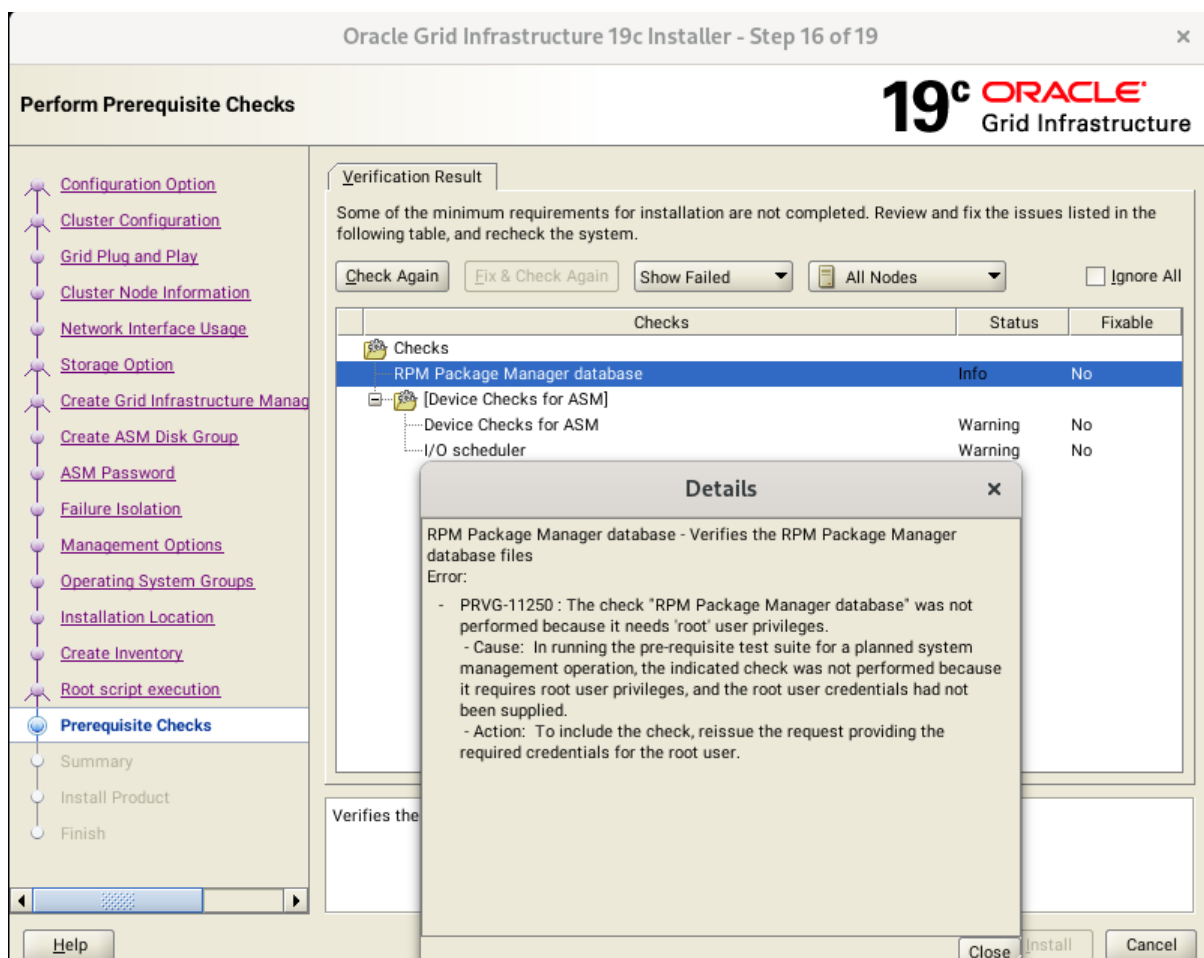 Oracle Grid Infrastructure 19c Installer - Step 16 of 19
Perform Prerequisite Checks
19c ORACLE
Grid Infrastructure
Configuration Option
Cluster Configuration
Grid Plug and Play
Cluster Node Information
Network Interface Usage
Storage Option
Create Grid Infrastructure Manag
Create ASM Disk Group
ASM Password
Failure Isolation
Management Options
Operating System Groups
Installation Location
Create Inventory
Root script execution
Prerequisite Checks
Summary
Install Product
Finish
Verification Result
Some of the minimum requirements for installation are not completed. Review and fix the issues listed in the
following table, and recheck the system.
Check Again
Fix & Check Again
Show Failed
All Nodes
Ignore All
Checks Status Fixable
Checks
RPM Package Manager database Info No
[Device Checks for ASM]
Device Checks for ASM Warning No
I/O scheduler Warning No
Details
RPM Package Manager database - Verifies the RPM Package Manager
database files
Error:
- PRVG-11250 : The check "RPM Package Manager database" was not
performed because it needs 'root' user privileges.
- Cause: In running the pre-requisite test suite for a planned system
management operation, the indicated check was not performed because
it requires root user privileges, and the root user credentials had not
been supplied.
- Action: To include the check, reissue the request providing the
required credentials for the root user.
Verifies the
Close
Help
Install
Cancel